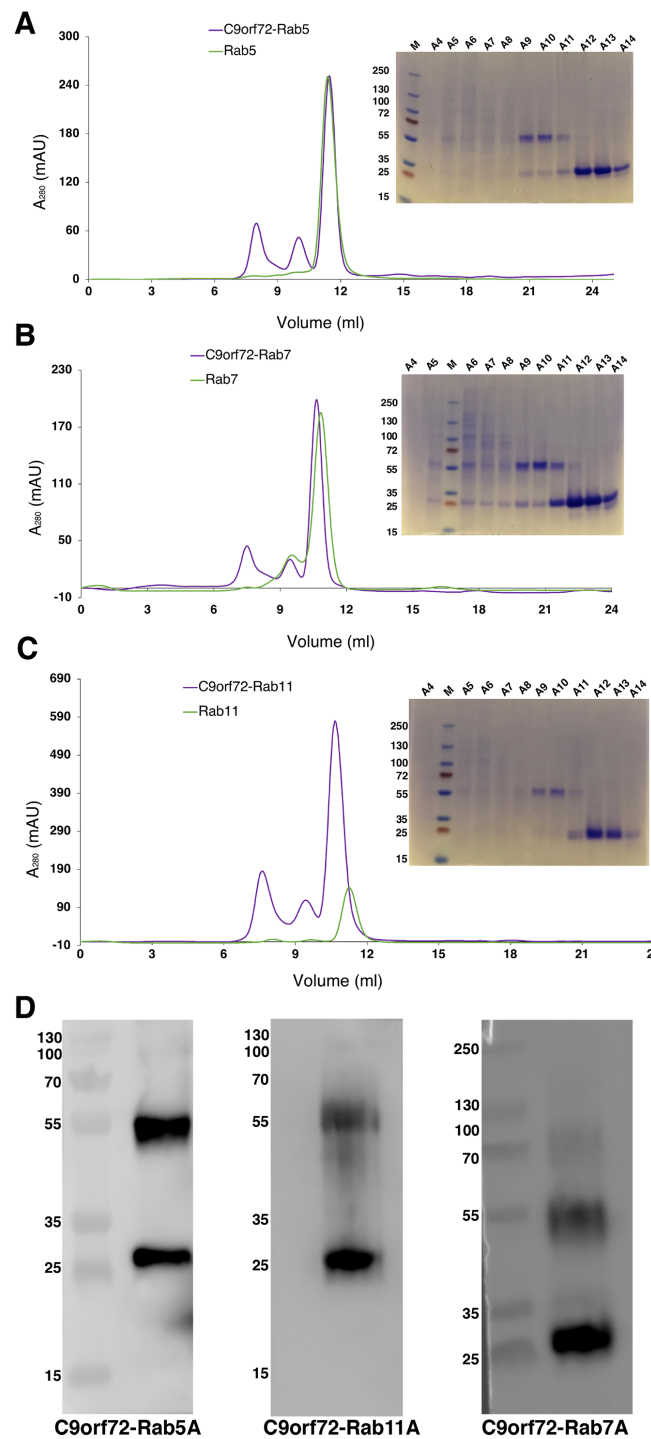 A
C9orf72-Rab5
Rab5
300
240
180
120
60
0
A280 (mAU)
0 3 6 9 12 15 18 21 24
Volume (ml)
M A4 A5 A6 A7 A8 A9 A10 A11 A12 A13 A14
250
130
100
72
55
35
25
15
B
C9orf72-Rab7
Rab7
230
170
110
50
-10
A280 (mAU)
0 3 6 9 12 15 18 21 24
Volume (ml)
A4 A5 M A6 A7 A8 A9 A10 A11 A12 A13 A14
250
130
100
72
55
35
25
15
C
C9orf72-Rab11
Rab11
690
590
490
390
290
190
90
-10
A280 (mAU)
0 3 6 9 12 15 18 21 2
Volume (ml)
A4 M A5 A6 A7 A8 A9 A10 A11 A12 A13 A14
250
130
100
72
55
35
25
15
D
130
100
70
55
35
25
15
C9orf72-Rab5A
130
100
70
55
35
25
15
C9orf72-Rab11A
250
130
100
70
55
35
25
C9orf72-Rab7A